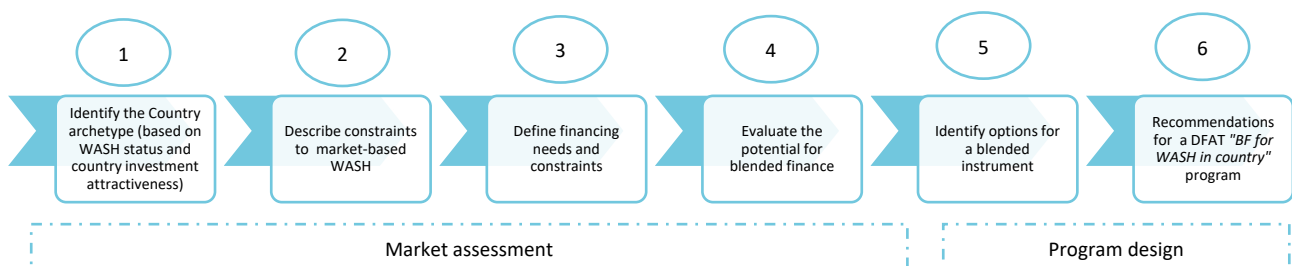 1
Identify the Country
archetype (based on
WASH status and
country investment
attractiveness)
2
Describe constraints
to market-based
WASH
3
Define financing
needs and
constraints
4
Evaluate the
potential for
blended finance
5
Identify options for
a blended
instrument
6
Recommendations
for a DFAT "BF for
WASH in country"
program
Market assessment
Program design